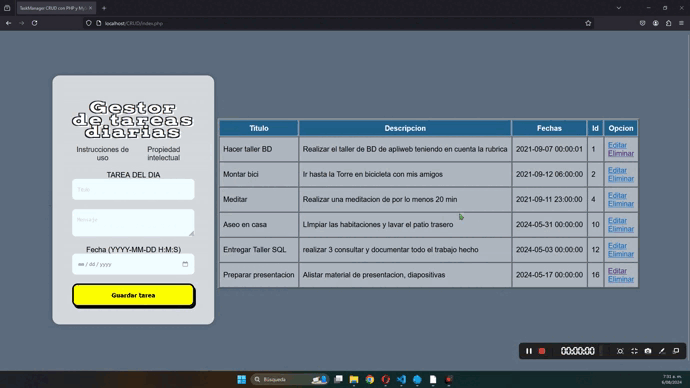 TaskManager CRUD con PHP y My
localhost/CRUD/index.php
Gestor
de tareas
diarias
Instrucciones de
uso
Propiedad
intelectual
TAREA DEL DIA
Task
Mensaje
Fecha (YYYY-MM-DD H:M:S)
mm/dd/yyyy
Guardar tarea
Titulo Descripcion Fechas Id Opcion
Hacer taller BD Realizar el taller de BD de apliweb teniendo en cuenta la rubrica 2021-09-07 00:00:01 1 Editar Eliminar
Montar bici Ir hasta la Torre en bicicleta con mis amigos 2021-09-12 06:00:00 2 Editar Eliminar
Meditar Realizar una meditacion de por lo menos 20 min 2021-09-11 23:00:00 4 Editar Eliminar
Aseo en casa LImpiar las habitaciones y lavar el patio trasero 2024-05-31 00:00:00 10 Editar Eliminar
Entregar Taller SQL realizar 3 consultar y documentar todo el trabajo hecho 2024-05-03 00:00:00 12 Editar Eliminar
Preparar presentacion Alistar material de presentacion, diapositivas 2024-05-17 00:00:00 16 Editar Eliminar
00:00:00
Búsqueda
7:31 a. m.
6/09/2024